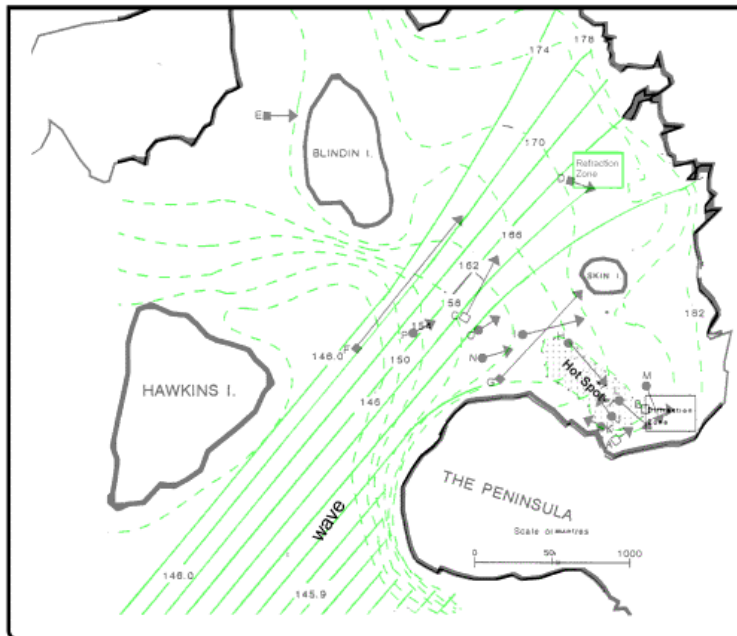 174
178
E
BLINDIN I.
170
Refraction
Zone
D
166
162
SKIN I.
158
C
182
154
F
146.0
P
O
I
H
150
N
G
Hot Spot
M
HAWKINS I.
146
B
J
K
A
THE PENINSULA
wave
0
50
1000
146.0
145.9